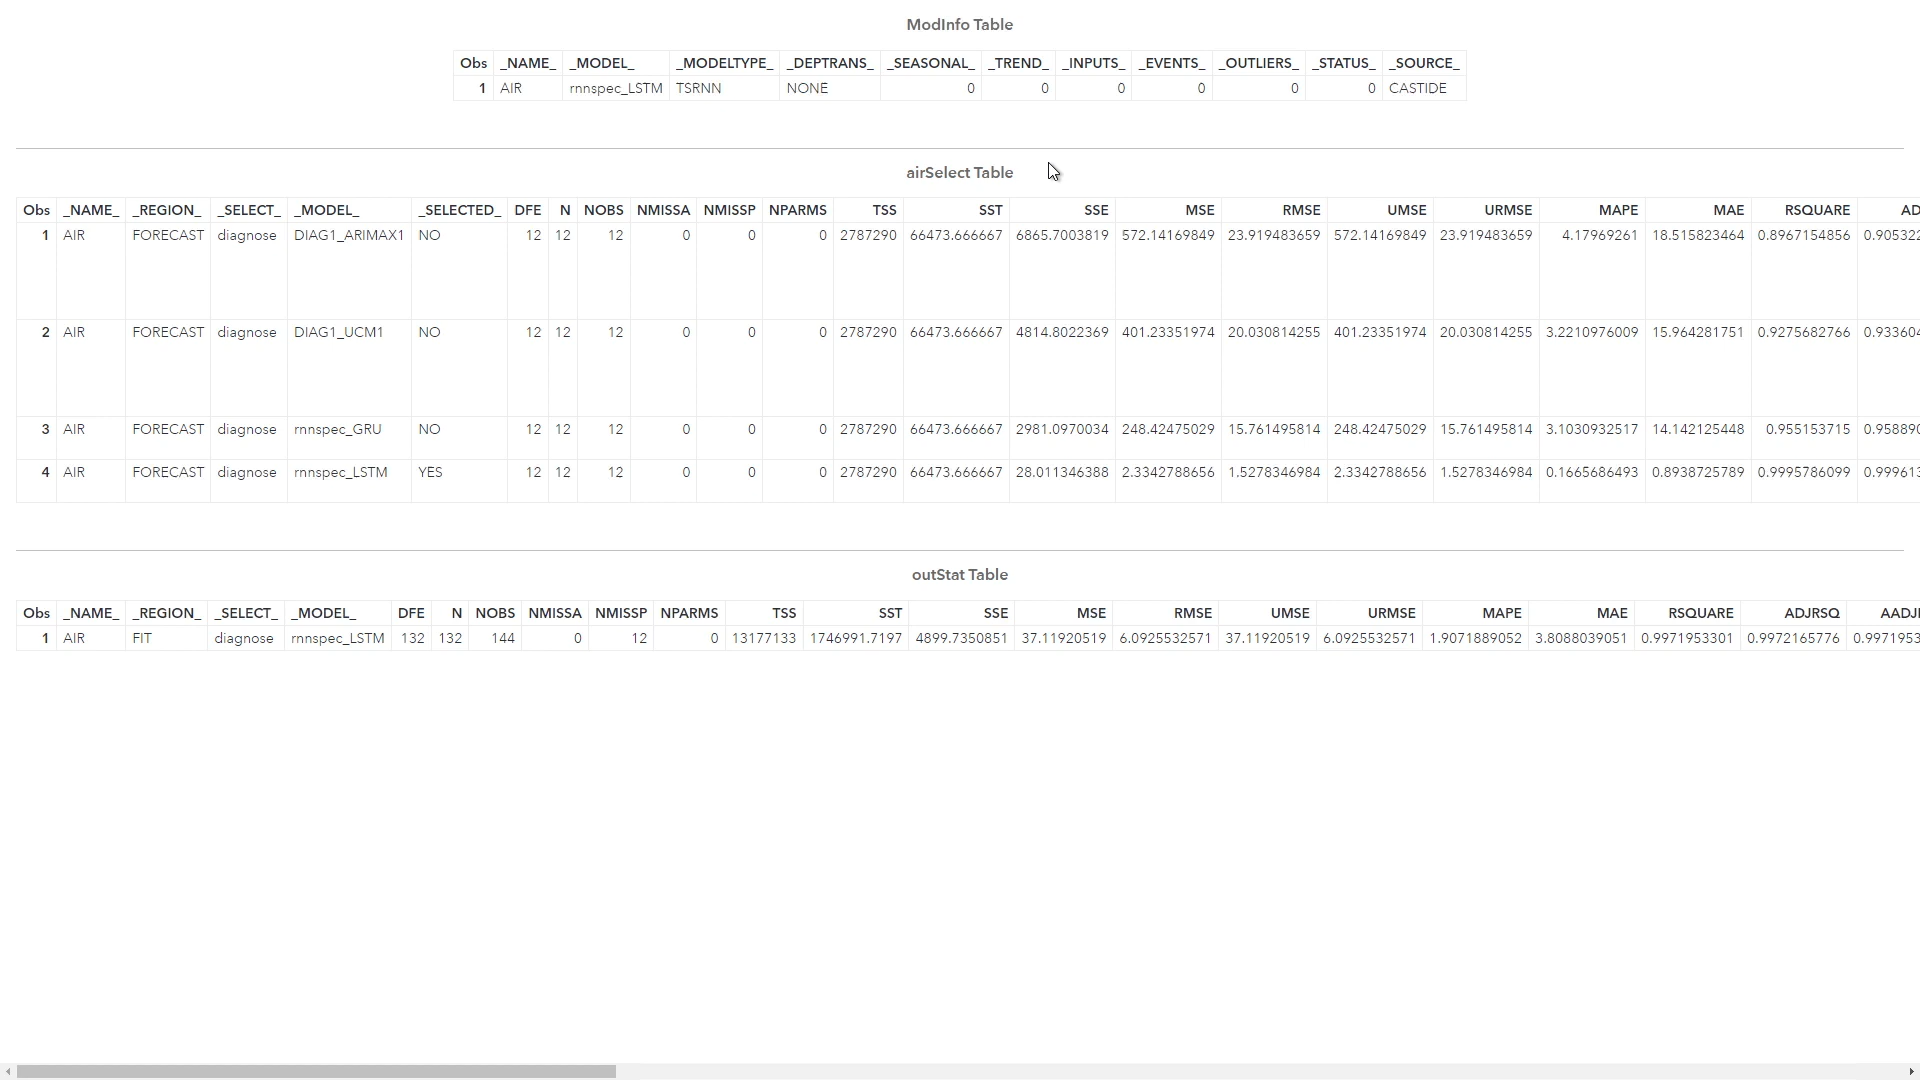 ModInfo Table
Obs _NAME_ _MODEL_ _MODELTYPE_ _DEPTRANS_ _SEASONAL_ _TREND_ _INPUTS_ _EVENTS_ _OUTLIERS_ _STATUS_ _SOURCE_
1 AIR rnnspec_LSTM TSRNN NONE 0 0 0 0 0 0 CASTIDE
airSelect Table
Obs _NAME_ _REGION_ _SELECT_ _MODEL_ _SELECTED_ DFE N NOBS NMISSA NMISSP NPARMS TSS SST SSE MSE RMSE UMSE URMSE MAPE MAE RSQUARE AD
1 AIR FORECAST diagnose DIAG1_ARIMAX1 NO 12 12 12 0 0 0 2787290 66473.666667 6865.7003819 572.14169849 23.919483659 572.14169849 23.919483659 4.17969261 18.515823464 0.8967154856 0.905322
2 AIR FORECAST diagnose DIAG1_UCM1 NO 12 12 12 0 0 0 2787290 66473.666667 4814.8022369 401.23351974 20.030814255 401.23351974 20.030814255 3.2210976009 15.964281751 0.9275682766 0.933604
3 AIR FORECAST diagnose rnnspec_GRU NO 12 12 12 0 0 0 2787290 66473.666667 2981.0970034 248.42475029 15.761495814 248.42475029 15.761495814 3.1030932517 14.142125448 0.955153715 0.958890
4 AIR FORECAST diagnose rnnspec_LSTM YES 12 12 12 0 0 0 2787290 66473.666667 28.011346388 2.3342788656 1.5278346984 2.3342788656 1.5278346984 0.1665686493 0.8938725789 0.9995786099 0.999613
outStat Table
Obs _NAME_ _REGION_ _SELECT_ _MODEL_ DFE N NOBS NMISSA NMISSP NPARMS TSS SST SSE MSE RMSE UMSE URMSE MAPE MAE RSQUARE ADJRSQ AADJ
1 AIR FIT diagnose rnnspec_LSTM 132 132 144 0 12 0 13177133 1746991.7197 4899.7350851 37.11920519 6.0925532571 37.11920519 6.0925532571 1.9071889052 3.8088039051 0.9971953301 0.9972165776 0.9971953